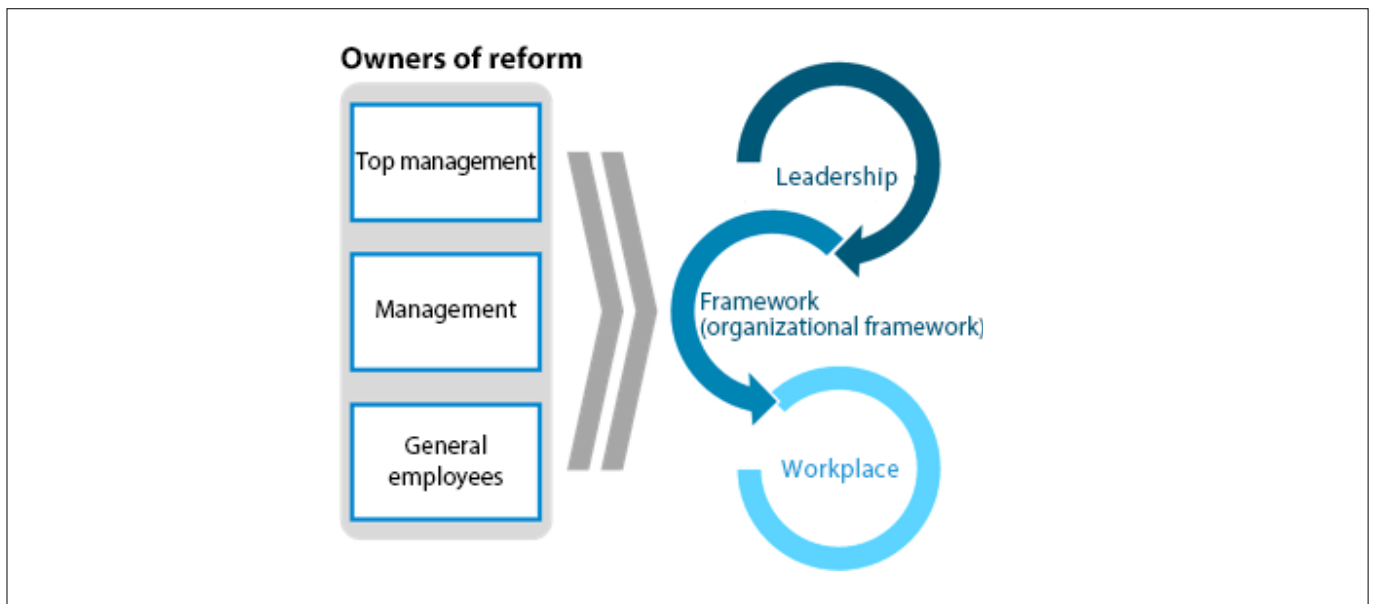 Owners of reform
Top management
Management
General
employees
Leadership
Framework
(organizational framework)
Workplace